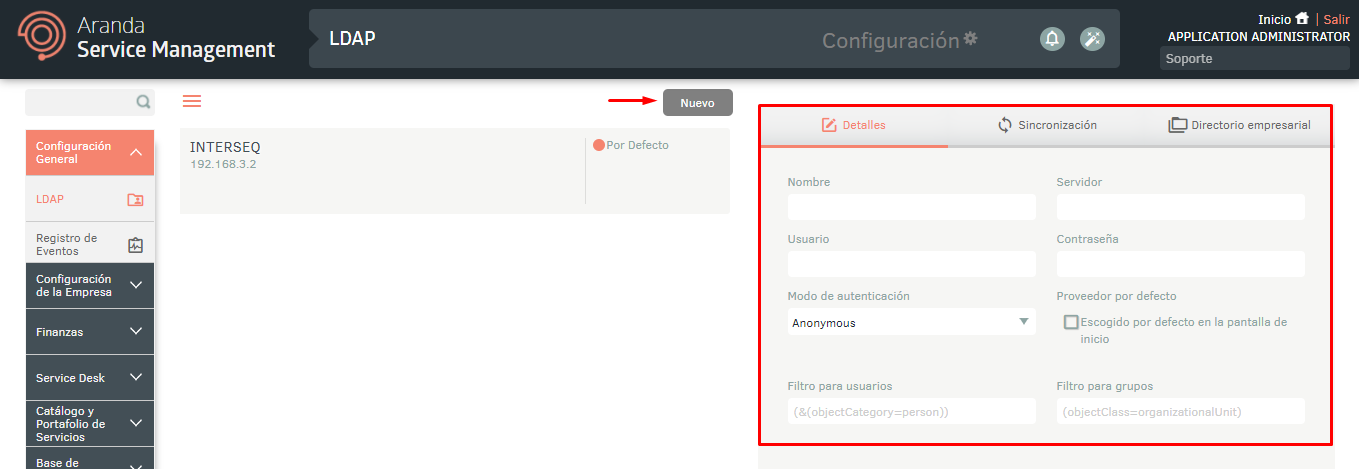 Aranda
Service Management
LDAP
Configuración
Inicio | Salir
APPLICATION ADMINISTRATOR
Soporte
Nuevo
Configuración
General
LDAP
Registro de
Eventos
Configuración
de la Empresa
Finanzas
Service Desk
Catálogo y
Portafolio de
Servicios
Base de
INTERSEQ
192.168.3.2
Por Defecto
Detalles
Sincronización
Directorio empresarial
Nombre
Servidor
Usuario
Contraseña
Modo de autenticación
Proveedor por defecto
Anonymous
Escogido por defecto en la pantalla de
inicio
Filtro para usuarios
Filtro para grupos
(&(objectCategory=person))
(objectClass=organizationalUnit)